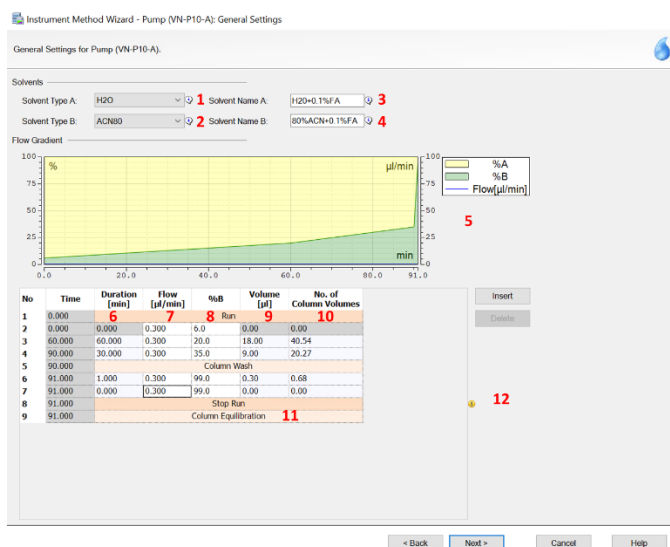 Instrument Method Wizard - Pump (VN-P10-A): General Settings
General Settings for Pump (VN-P10-A).
Solvents
Solvent Type A: H2O 1 Solvent Name A: H20+0.1%FA 3
Solvent Type B: ACN80 2 Solvent Name B: 80%ACN+0.1%FA 4
Flow Gradient
100 % µl/min 100 %A
%B
75 75 Flow[µl/min]
50 50 5
25 25
0 min 0
0.0 20.0 40.0 60.0 80.0 91.0
No Time Duration [min] Flow [µl/min] %B Volume [µl] No. of Column Volumes Insert
1 0.000 6 7 8 Run 9 10 Delete
2 0.000 0.000 0.300 6.0 0.00 0.00
3 60.000 60.000 0.300 20.0 18.00 40.54
4 90.000 30.000 0.300 35.0 9.00 20.27
5 90.000 Column Wash
6 91.000 1.000 0.300 99.0 0.30 0.68
7 91.000 0.000 0.300 99.0 0.00 0.00
8 91.000 Stop Run 12
9 91.000 Column Equilibration 11
< Back Next > Cancel Help